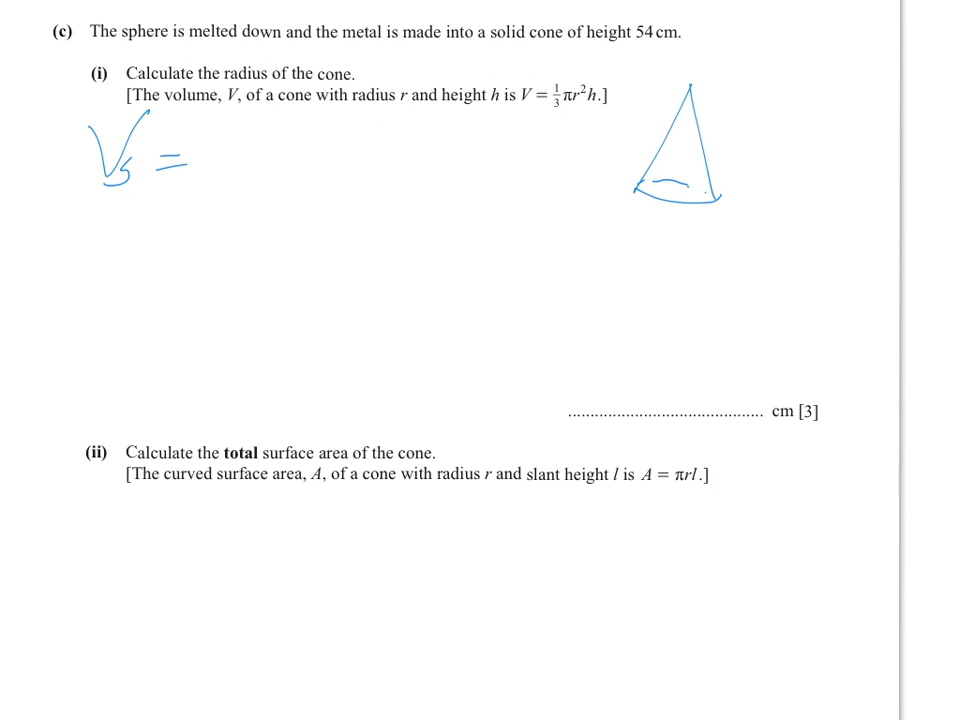 (c) The sphere is melted down and the metal is made into a solid cone of height 54 cm.
(i) Calculate the radius of the cone.
[The volume, V, of a cone with radius r and height h is V = 1/3 πr²h.]
Vs =
............................................ cm [3]
(ii) Calculate the total surface area of the cone.
[The curved surface area, A, of a cone with radius r and slant height l is A = πrl.]